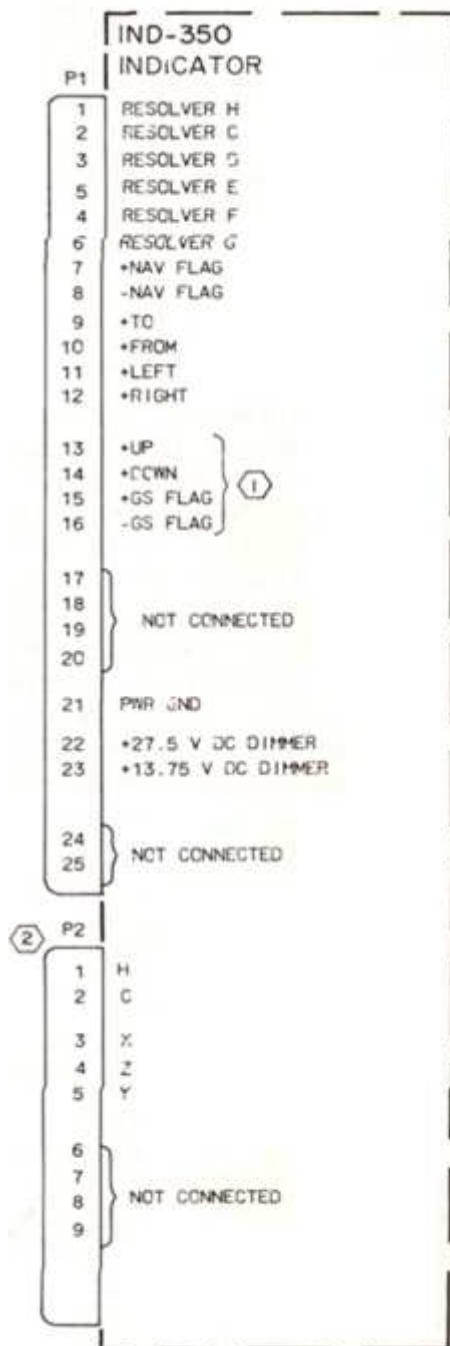 IND-350
INDICATOR
P1
1 RESOLVER H
2 RESOLVER C
3 RESOLVER D
5 RESOLVER E
4 RESOLVER F
6 RESOLVER G
7 +NAV FLAG
8 -NAV FLAG
9 +TO
10 +FROM
11 +LEFT
12 +RIGHT
13 +UP
14 +DOWN
15 +GS FLAG
16 -GS FLAG
1
17
18
19
20
NOT CONNECTED
21 PWR GND
22 +27.5 V DC DIMMER
23 +13.75 V DC DIMMER
24
25
NOT CONNECTED
2 P2
1 H
2 C
3 X
4 Z
5 Y
6
7
8
9
NOT CONNECTED